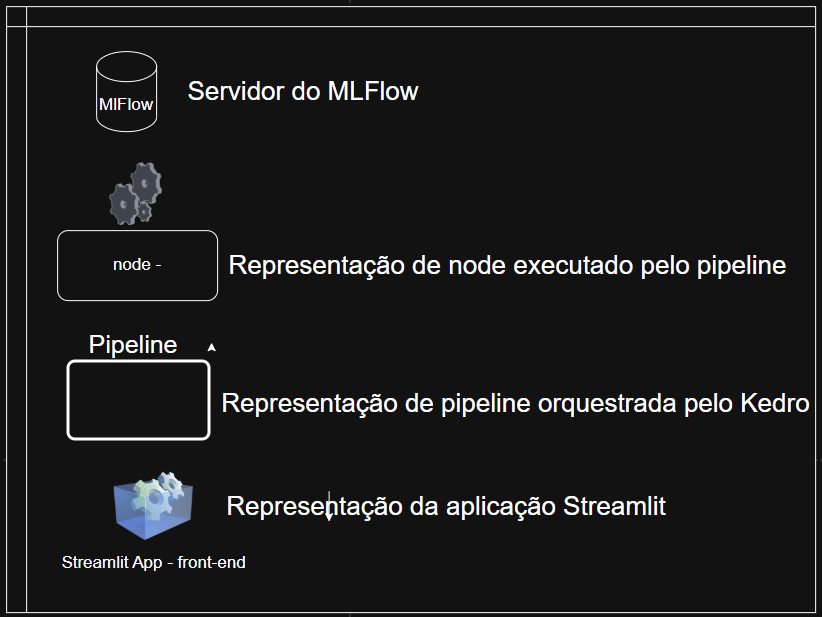 MlFlow
Servidor do MLFlow
node -
Representação de node executado pelo pipeline
Pipeline
Representação de pipeline orquestrada pelo Kedro
Representação da aplicação Streamlit
Streamlit App - front-end